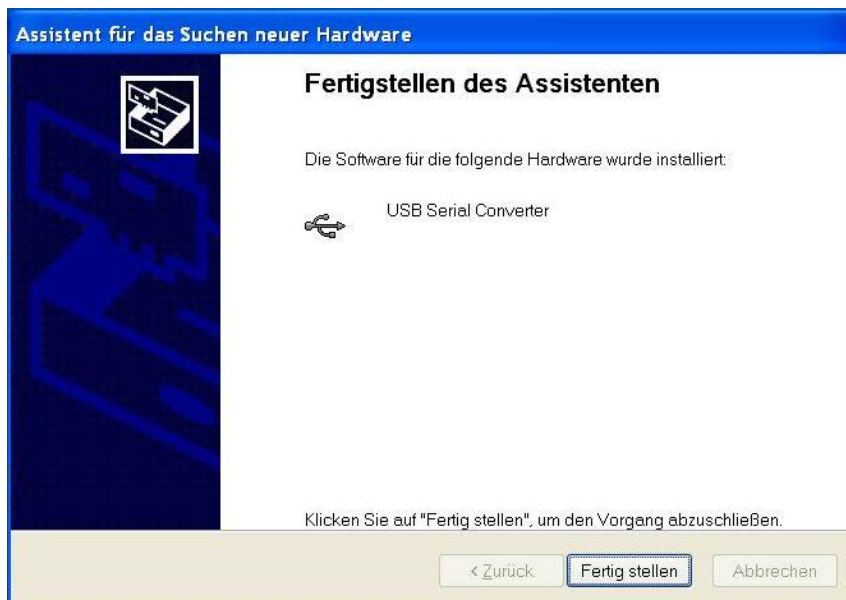 Assistent für das Suchen neuer Hardware
Fertigstellen des Assistenten
Die Software für die folgende Hardware wurde installiert:
USB Serial Converter
Klicken Sie auf "Fertig stellen", um den Vorgang abzuschließen.
< Zurück
Fertig stellen
Abbrechen